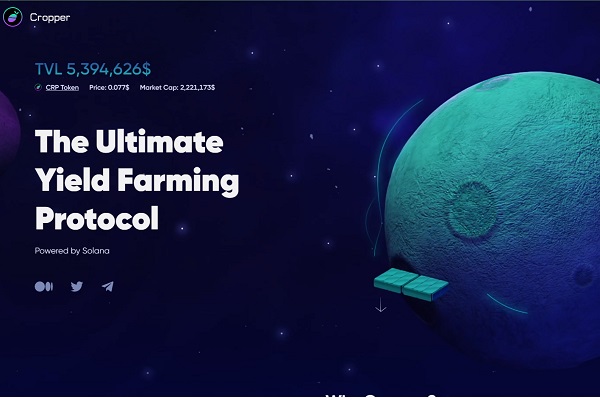 Cropper
TVL 5,394,626$
CRP Token Price: 0.077$ Market Cap: 2,221,173$
The Ultimate
Yield Farming
Protocol
Powered by Solana